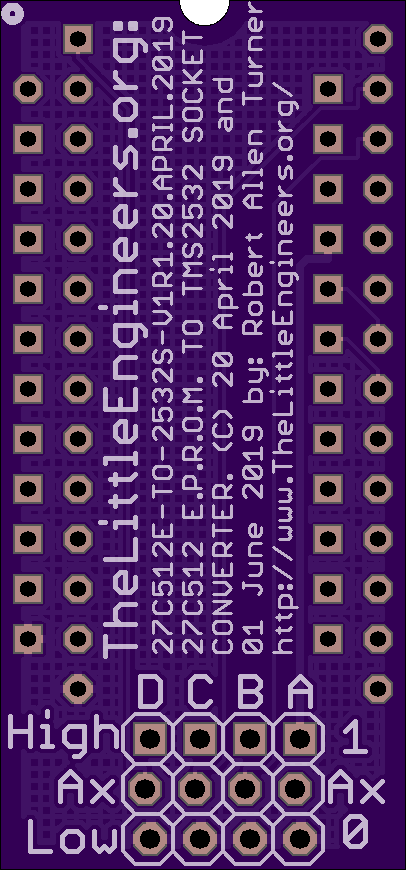 TheLittleEngineers.org:
27C512E-TO-2532S-V1R1.20.APRIL.2019
27C512 E.P.R.O.M. TO TMS2532 SOCKET
CONVERTER. (C) 20 April 2019 and
01 June 2019 by: Robert Allen Turner
http://www.TheLittleEngineers.org/
D C B A
High 1
Ax Ax
Low 0